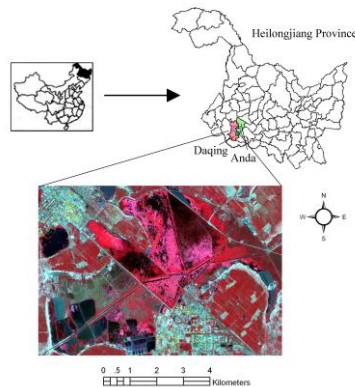 Heilongjiang Province
Daqing
Anda
N
W E
S
0 .5 1 2 3 4
Kilometers